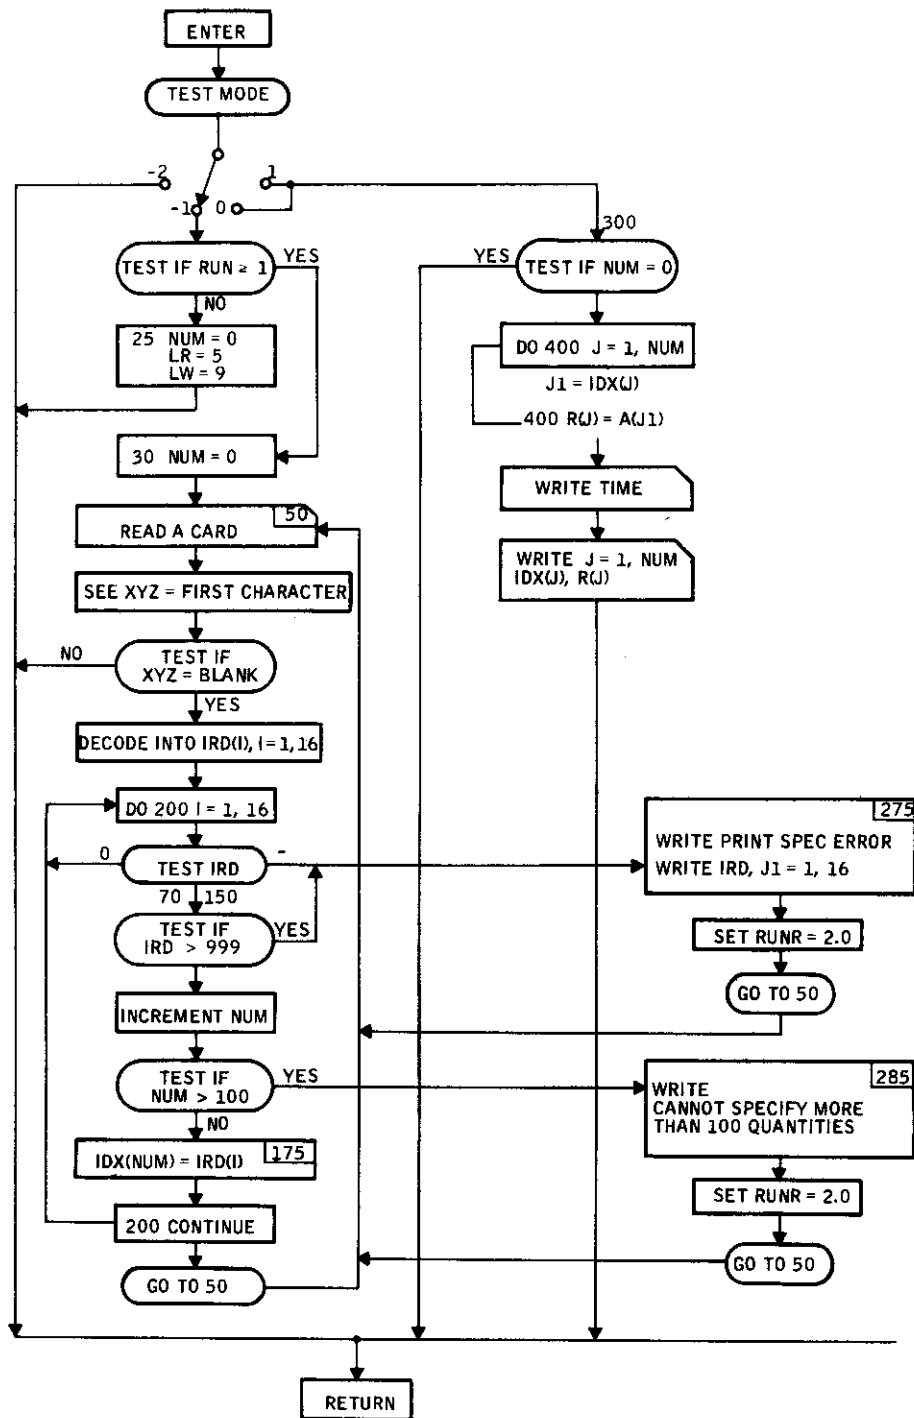 ENTER
TEST MODE
-2
1
-1
0
300
TEST IF RUN ≥ 1
YES
YES
TEST IF NUM = 0
NO
25 NUM = 0
LR = 5
LW = 9
DO 400 J = 1, NUM
J1 = IDX(J)
400 R(J) = A(J1)
30 NUM = 0
WRITE TIME
50
READ A CARD
WRITE J = 1, NUM
IDX(J), R(J)
SEE XYZ = FIRST CHARACTER
NO
TEST IF
XYZ = BLANK
YES
DECODE INTO IRD(I), I = 1,16
DO 200 I = 1, 16
275
WRITE PRINT SPEC ERROR
WRITE IRD, J1 = 1, 16
0
TEST IRD
-
70 150
TEST IF
IRD > 999
YES
SET RUNR = 2.0
GO TO 50
INCREMENT NUM
TEST IF
NUM > 100
YES
285
WRITE
CANNOT SPECIFY MORE
THAN 100 QUANTITIES
NO
IDX(NUM) = IRD(I)
175
SET RUNR = 2.0
200 CONTINUE
GO TO 50
GO TO 50
RETURN